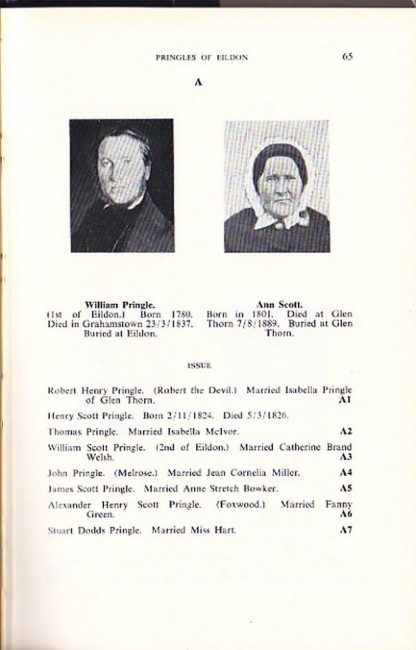 PRINGLES OF EILDON 65
A
William Pringle.
(1st of Eildon.) Born 1780.
Died in Grahamstown 23/3/1837.
Buried at Eildon.
Ann Scott.
Born in 1801. Died at Glen
Thorn 7/8/1889. Buried at Glen
Thorn.
ISSUE
Robert Henry Pringle. (Robert the Devil.) Married Isabella Pringle
of Glen Thorn. A1
Henry Scott Pringle. Born 2/11/1824. Died 5/3/1826.
Thomas Pringle. Married Isabella McIvor. A2
William Scott Pringle. (2nd of Eildon.) Married Catherine Brand
Welsh. A3
John Pringle. (Melrose.) Married Jean Cornelia Miller. A4
James Scott Pringle. Married Anne Stretch Bowker. A5
Alexander Henry Scott Pringle. (Foxwood.) Married Fanny
Green. A6
Stuart Dodds Pringle. Married Miss Hart. A7